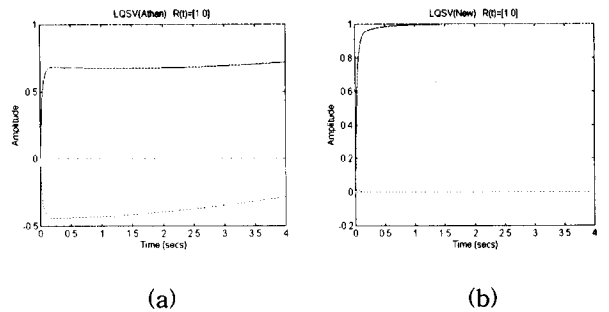 LQSV(Athan) R(t)=[1 0]
1
0.5
0
-0.5
Amplitude
0 0.5 1 1.5 2 2.5 3 3.5 4
Time (secs)
(a)
LQSV(New) R(t)=[1 0]
1
0.8
0.6
0.4
0.2
0
-0.2
Amplitude
0 0.5 1 1.5 2 2.5 3 3.5 4
Time (secs)
(b)